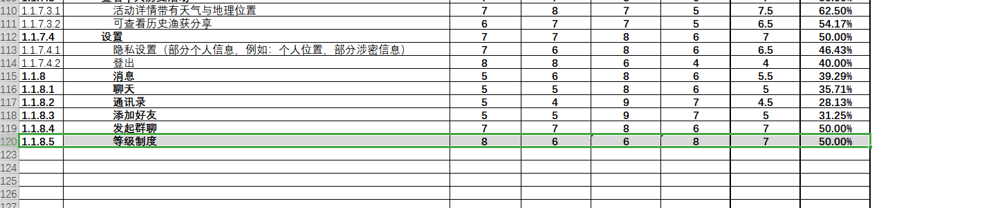 110 1.1.7.3.1 活动详情带有天气与地理位置 7 8 7 5 7.5 62.50%
111 1.1.7.3.2 可查看历史渔获分享 6 7 7 5 6.5 54.17%
112 1.1.7.4 设置 7 7 8 6 7 50.00%
113 1.1.7.4.1 隐私设置（部分个人信息，例如：个人位置，部分涉密信息） 7 6 8 6 6.5 46.43%
114 1.1.7.4.2 登出 8 8 6 4 4 40.00%
115 1.1.8 消息 5 6 8 6 5.5 39.29%
116 1.1.8.1 聊天 5 5 8 6 5 35.71%
117 1.1.8.2 通讯录 5 4 9 7 4.5 28.13%
118 1.1.8.3 添加好友 5 5 9 7 5 31.25%
119 1.1.8.4 发起群聊 7 7 8 6 7 50.00%
120 1.1.8.5 等级制度 8 6 6 8 7 50.00%
123
124
125
126
127